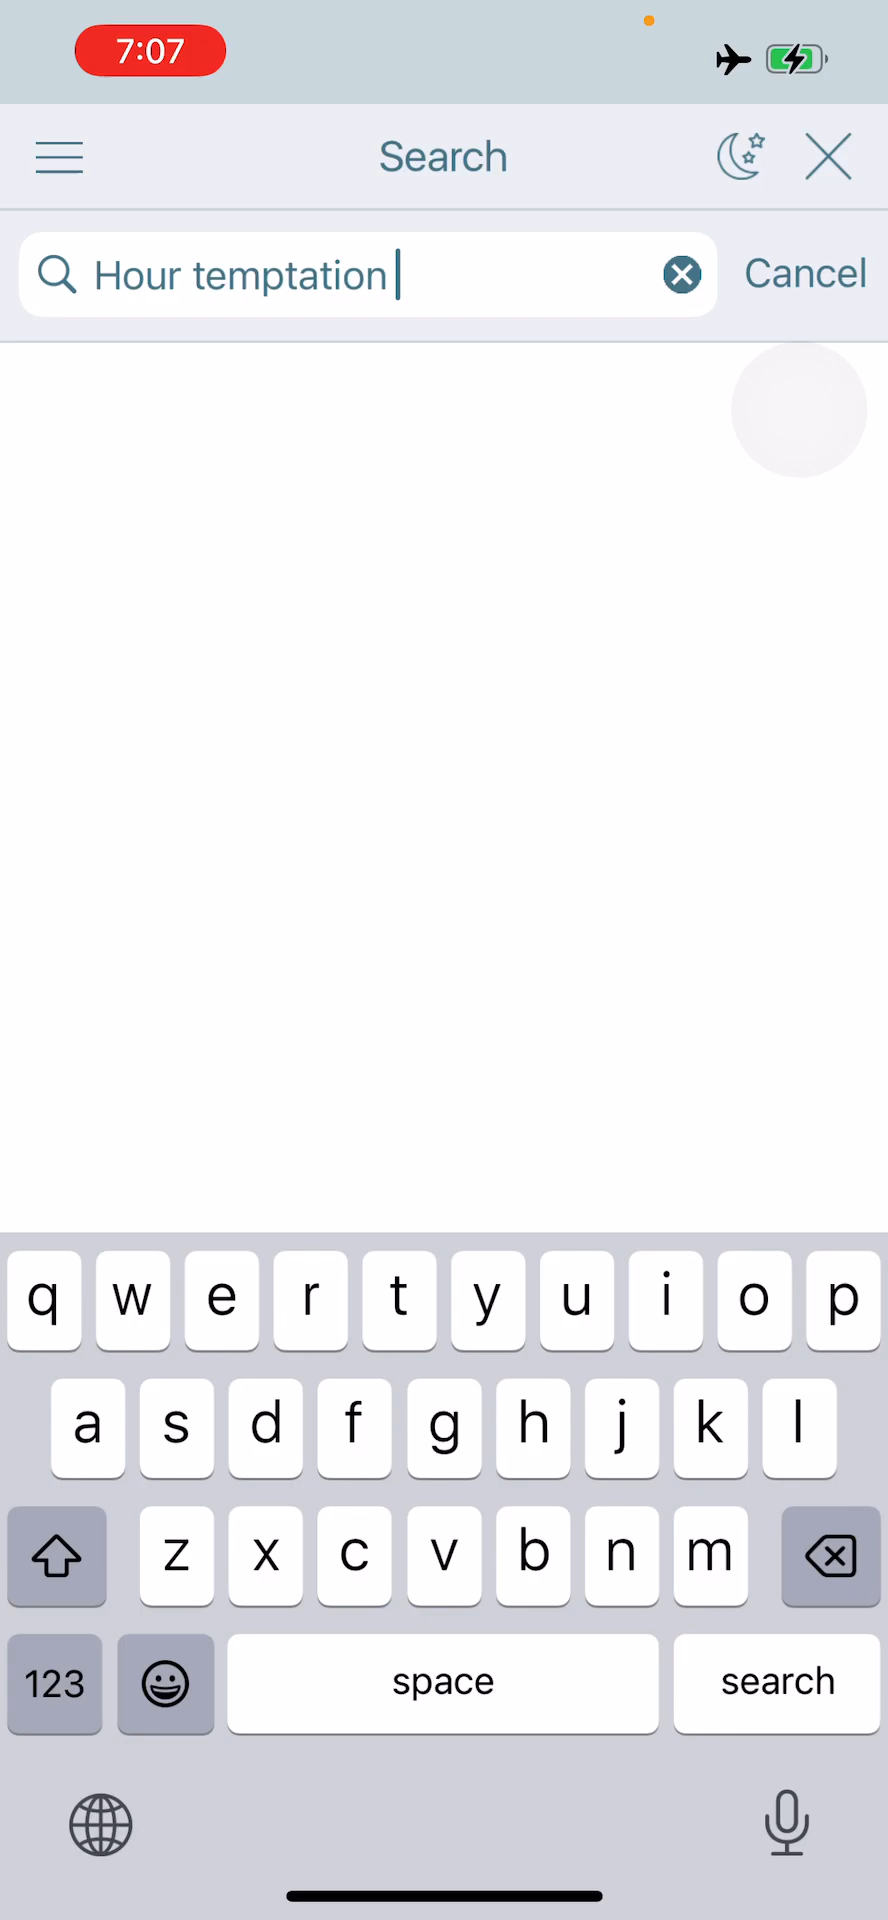 7:07
Search
Hour temptation
Cancel
q w e r t y u i o p
a s d f g h j k l
z x c v b n m
123 space search